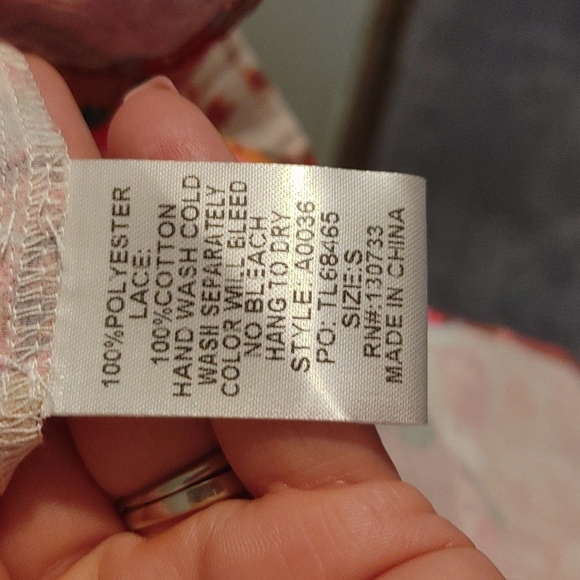 100%POLYESTER
LACE:
100%COTTON
HAND WASH COLD
WASH SEPARATELY
COLOR WILL BLEED
NO BLEACH
HANG TO DRY
STYLE: A0036
PO: TL68465
SIZIE:S
RN#:130733
MADE IN CHINA